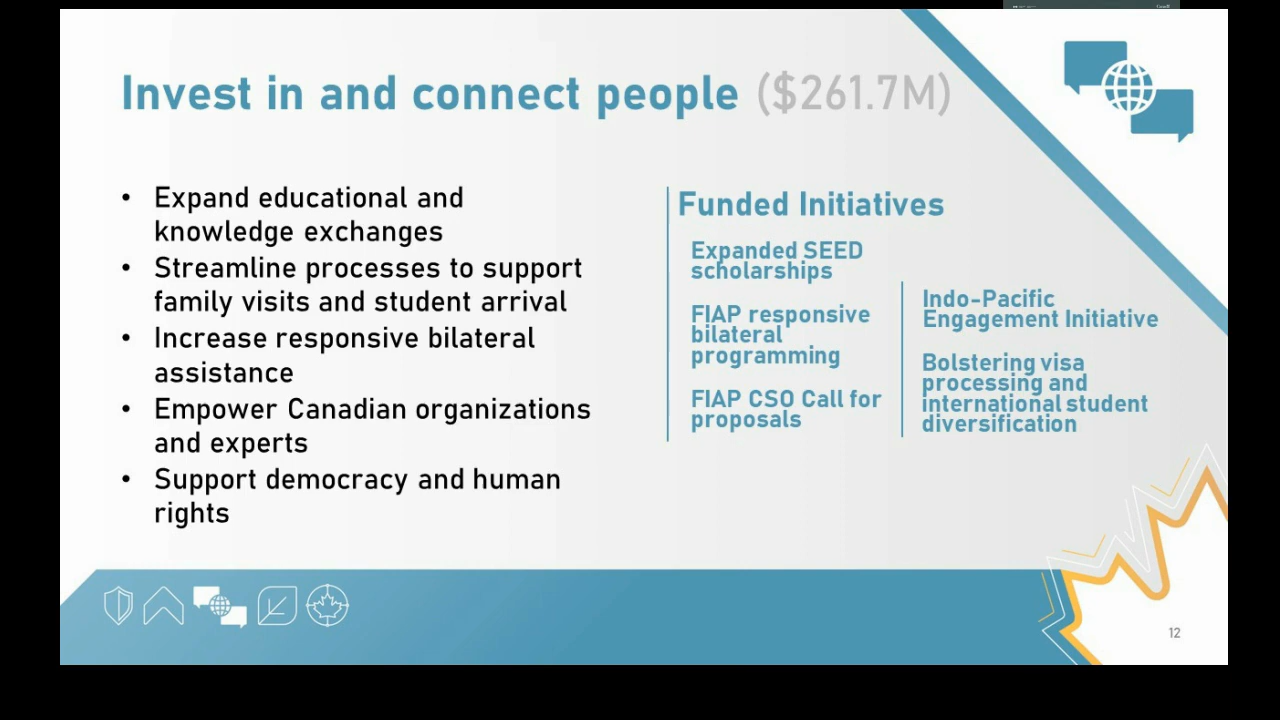 Invest in and connect people ($261.7M)
• Expand educational and
knowledge exchanges
• Streamline processes to support
family visits and student arrival
• Increase responsive bilateral
assistance
• Empower Canadian organizations
and experts
• Support democracy and human
rights
Funded Initiatives
Expanded SEED
scholarships
FIAP responsive
bilateral
programming
FIAP CSO Call for
proposals
Indo-Pacific
Engagement Initiative
Bolstering visa
processing and
international student
diversification
12